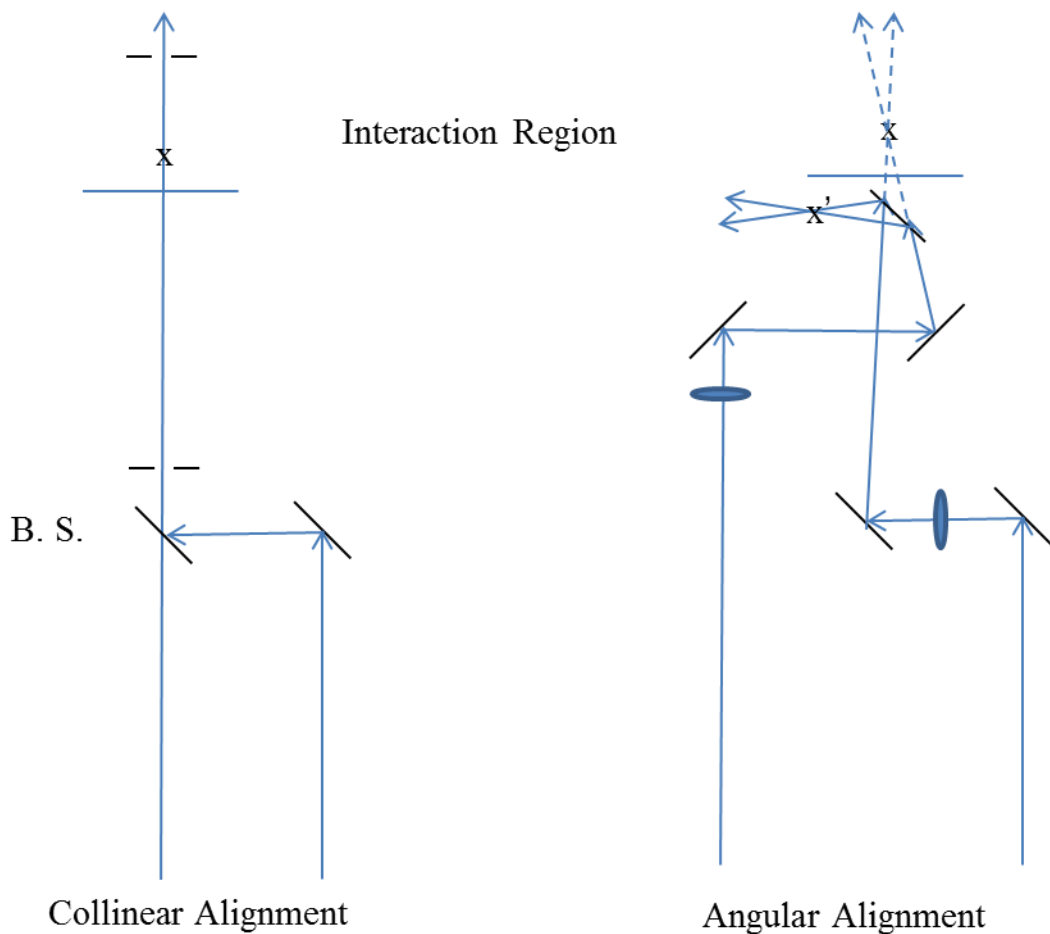 x
Interaction Region
x
x’
B. S.
Collinear Alignment
Angular Alignment